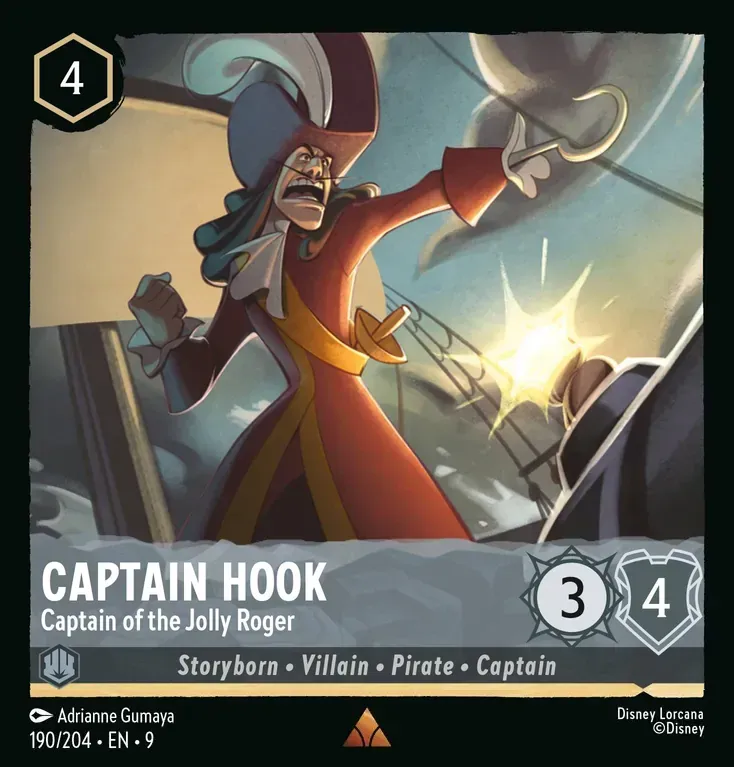 4
CAPTAIN HOOK
Captain of the Jolly Roger
3
4
Storyborn • Villain • Pirate • Captain
Adrianne Gumaya
190/204 • EN • 9
Disney Lorcana
©Disney